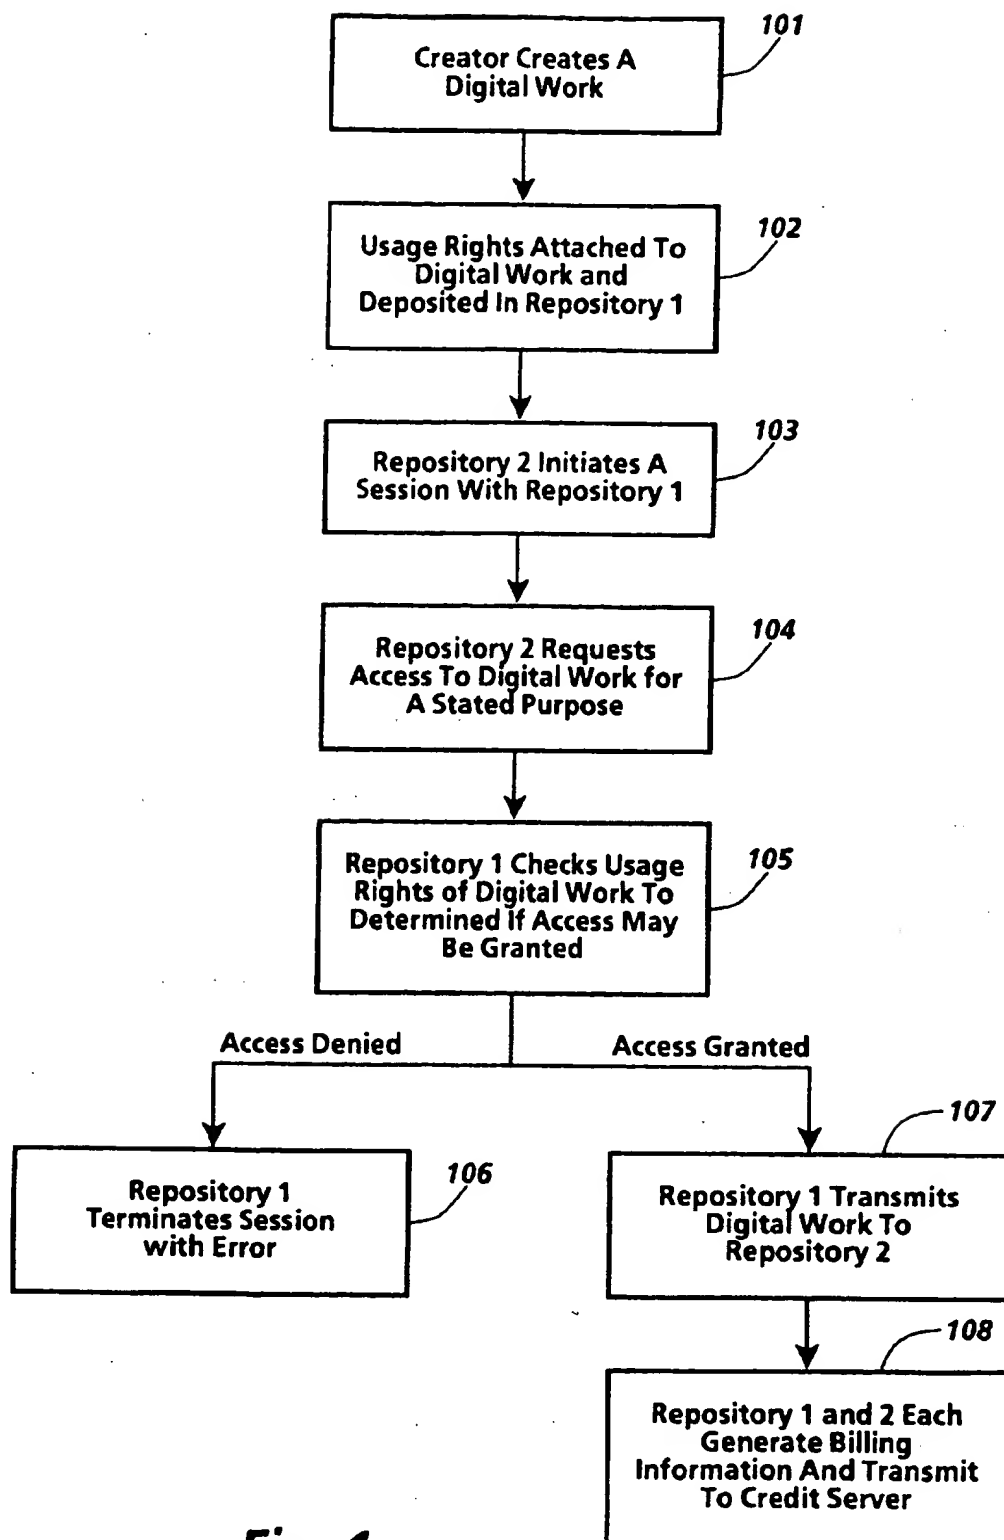 101
Creator Creates A
Digital Work
102
Usage Rights Attached To
Digital Work and
Deposited In Repository 1
103
Repository 2 Initiates A
Session With Repository 1
104
Repository 2 Requests
Access To Digital Work for
A Stated Purpose
105
Repository 1 Checks Usage
Rights of Digital Work To
Determined If Access May
Be Granted
Access Denied
Access Granted
106
Repository 1
Terminates Session
with Error
107
Repository 1 Transmits
Digital Work To
Repository 2
108
Repository 1 and 2 Each
Generate Billing
Information And Transmit
To Credit Server